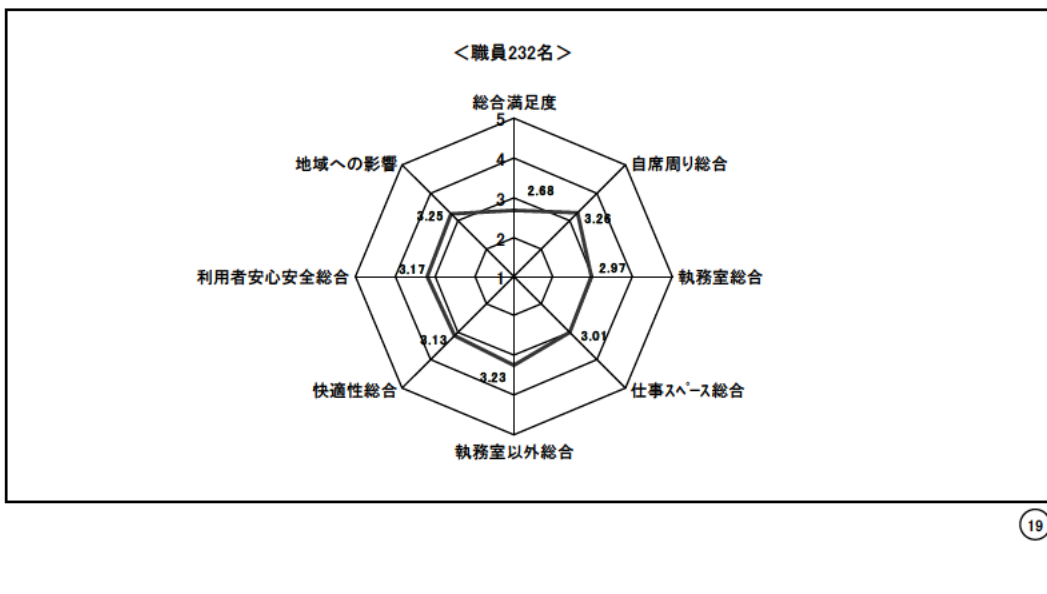 ＜職員232名＞
総合満足度
5
地域への影響
自席周り総合
4
3
2.68
3.25
3.26
2
利用者安心安全総合
3.17
1
2.97
執務室総合
3.13
3.01
3.23
快適性総合
仕事ｽﾍﾟｰｽ総合
執務室以外総合
19